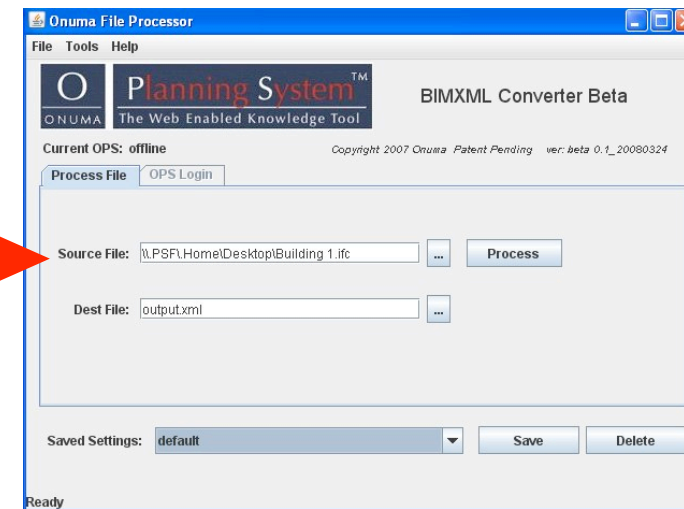 Onuma File Processor
File Tools Help
O
ONUMA
Planning System™
The Web Enabled Knowledge Tool
BIMXML Converter Beta
Current OPS: offline
Copyright 2007 Onuma Patent Pending ver: beta 0.1_20080324
Process File OPS Login
Source File: \\.PSF\.Home\Desktop\Building 1.ifc ... Process
Dest File: output.xml ...
Saved Settings: default Save Delete
Ready